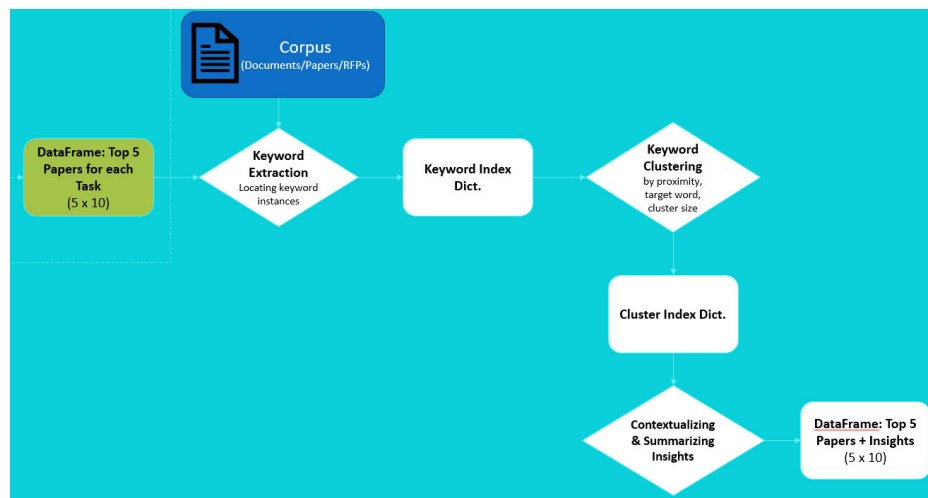 Corpus
(Documents/Papers/RFPs)
DataFrame: Top 5
Papers for each
Task
(5 x 10)
Keyword
Extraction
Locating keyword
instances
Keyword Index
Dict.
Keyword
Clustering
by proximity,
target word,
cluster size
Cluster Index Dict.
Contextualizing
& Summarizing
Insights
DataFrame: Top 5
Papers + Insights
(5 x 10)